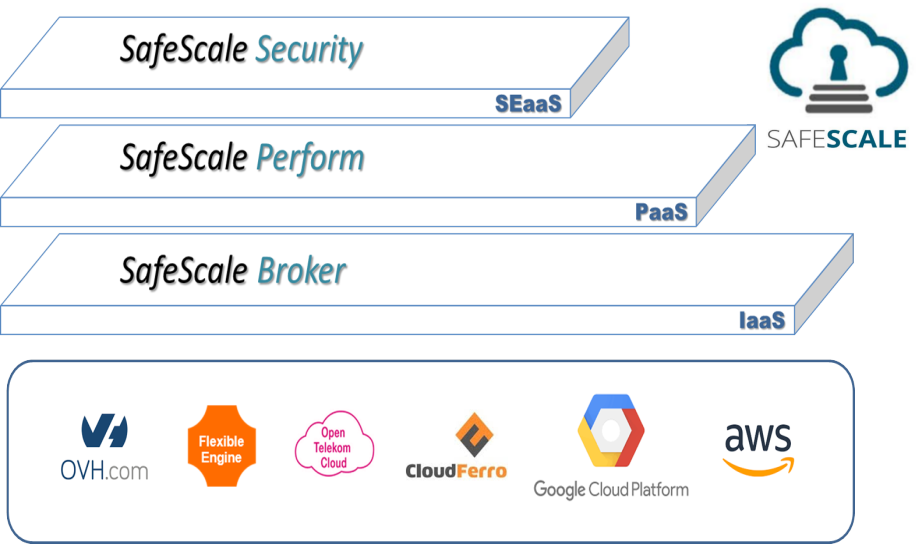 SafeScale Security
SEaaS
SAFESCALE
SafeScale Perform
PaaS
SafeScale Broker
IaaS
OVH.com
Flexible
Engine
Open
Telekom
Cloud
CloudFerro
Google Cloud Platform
aws